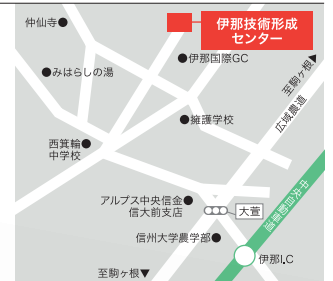 仲仙寺●
伊那技術形成
センター
●伊那国際GC
至駒ヶ根▲
●みはらしの湯
広域農道
●擁護学校
西箕輪●
中学校
アルプス中央信金●
信大前支店
大萱
中央自動車道
信州大学農学部●
伊那I.C
至駒ヶ根▼